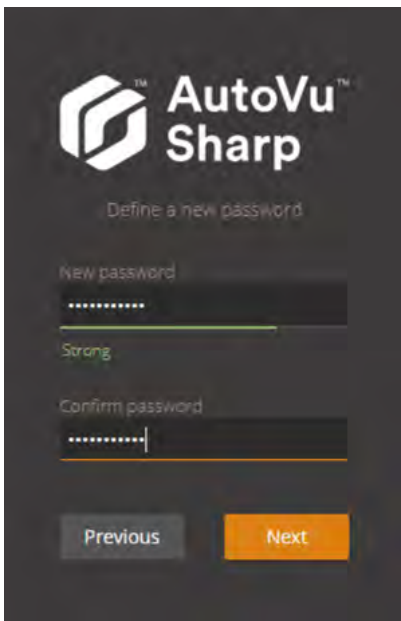 AutoVu™
Sharp
Define a new password
New password
•••••••••••
Strong
Confirm password
•••••••••••
Previous
Next